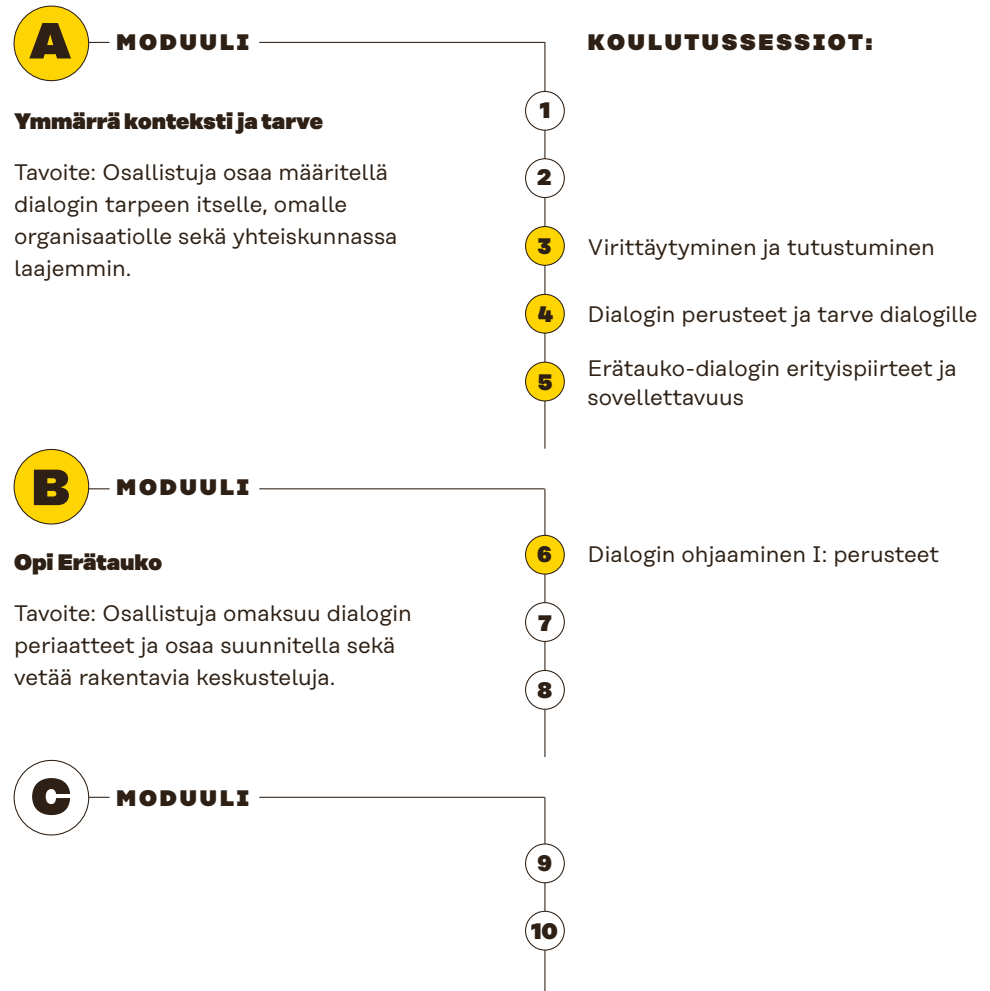 A MODUULI
KOULUTUSSESSIOT:
Ymmärrä konteksti ja tarve
Tavoite: Osallistuja osaa määritellä
dialogin tarpeen itselle, omalle
organisaatiolle sekä yhteiskunnassa
laajemmin.
1
2
3 Virittäytyminen ja tutustuminen
4 Dialogin perusteet ja tarve dialogille
5 Erätauko-dialogin erityispiirteet ja
sovellettavuus
B MODUULI
Opi Erätauko
Tavoite: Osallistuja omaksuu dialogin
periaatteet ja osaa suunnitella sekä
vetää rakentavia keskusteluja.
6 Dialogin ohjaaminen I: perusteet
7
8
C MODUULI
9
10